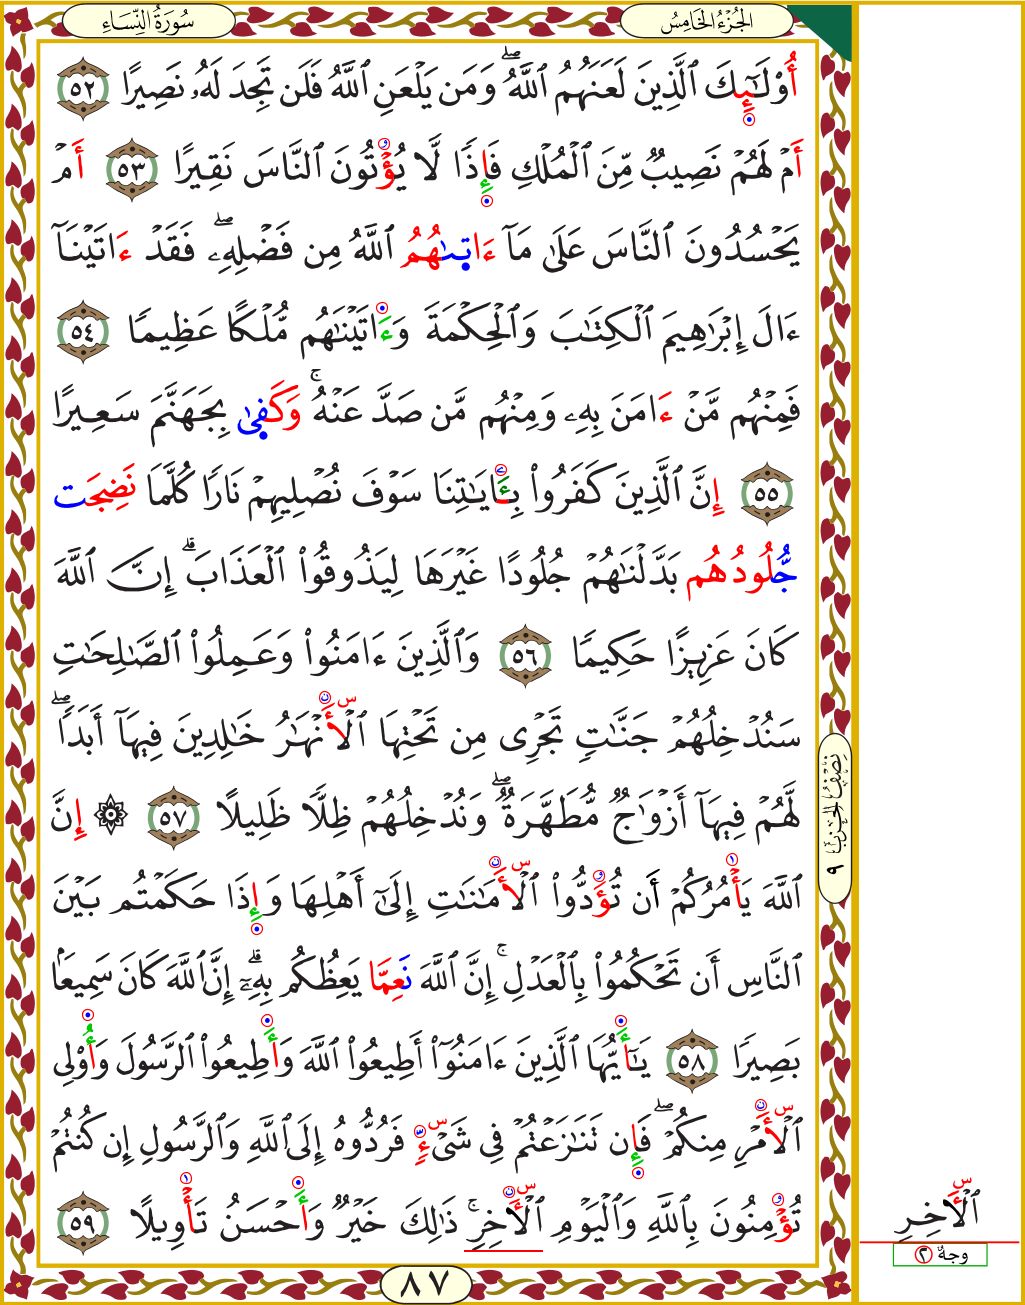 سُورَةُ النِّسَاءِ
الجُزْءُ الخَامِسُ
أُوْلَٰٓئِكَ ٱلَّذِينَ لَعَنَهُمُ ٱللَّهُۖ وَمَن يَلْعَنِ ٱللَّهُ فَلَن تَجِدَ لَهُۥ نَصِيرًا ٥٢
أَمْ لَهُمْ نَصِيبٌ مِّنَ ٱلْمُلْكِ فَإِذًا لَّا يُؤْتُونَ ٱلنَّاسَ نَقِيرًا ٥٣ أَمْ
يَحْسُدُونَ ٱلنَّاسَ عَلَىٰ مَآ ءَاتَىٰهُمُ ٱللَّهُ مِن فَضْلِهِۦۖ فَقَدْ ءَاتَيْنَآ
ءَالَ إِبْرَٰهِيمَ ٱلْكِتَٰبَ وَٱلْحِكْمَةَ وَءَاتَيْنَٰهُم مُّلْكًا عَظِيمًا ٥٤
فَمِنْهُم مَّنْ ءَامَنَ بِهِۦ وَمِنْهُم مَّن صَدَّ عَنْهُۚ وَكَفَىٰ بِجَهَنَّمَ سَعِيرًا
٥٥ إِنَّ ٱلَّذِينَ كَفَرُواْ بِـَٔايَٰتِنَا سَوْفَ نُصْلِيهِمْ نَارًا كُلَّمَا نَضِجَت
جُّلُودُهُم بَدَّلْنَٰهُمْ جُلُودًا غَيْرَهَا لِيَذُوقُواْ ٱلْعَذَابَۗ إِنَّ ٱللَّهَ
كَانَ عَزِيزًا حَكِيمًا ٥٦ وَٱلَّذِينَ ءَامَنُواْ وَعَمِلُواْ ٱلصَّٰلِحَٰتِ
سَنُدْخِلُهُمْ جَنَّٰتٍ تَجْرِى مِن تَحْتِهَا ٱلْأَنْهَٰرُ خَٰلِدِينَ فِيهَآ أَبَدًاۖ
لَّهُمْ فِيهَآ أَزْوَٰجٌ مُّطَهَّرَةٌۖ وَنُدْخِلُهُمْ ظِلًّا ظَلِيلًا ٥٧ ۞ إِنَّ
ٱللَّهَ يَأْمُرُكُمْ أَن تُؤَدُّواْ ٱلْأَمَٰنَٰتِ إِلَىٰٓ أَهْلِهَا وَإِذَا حَكَمْتُم بَيْنَ
ٱلنَّاسِ أَن تَحْكُمُواْ بِٱلْعَدْلِۚ إِنَّ ٱللَّهَ نَعِمَّا يَعِظُكُم بِهِۦٓۗ إِنَّ ٱللَّهَ كَانَ سَمِيعَۢا
بَصِيرًا ٥٨ يَٰٓأَيُّهَا ٱلَّذِينَ ءَامَنُوٓاْ أَطِيعُواْ ٱللَّهَ وَأَطِيعُواْ ٱلرَّسُولَ وَأُوْلِى
ٱلْأَمْرِ مِنكُمْۖ فَإِن تَنَٰزَعْتُمْ فِى شَىْءٍ فَرُدُّوهُ إِلَى ٱللَّهِ وَٱلرَّسُولِ إِن كُنتُمْ
تُؤْمِنُونَ بِٱللَّهِ وَٱلْيَوْمِ ٱلْأَخِرِۚ ذَٰلِكَ خَيْرٌ وَأَحْسَنُ تَأْوِيلًا ٥٩
نِصْفُ الحِزْبِ ٩
ٱلْأَخِرِ
وجهٌ ٢
٨٧